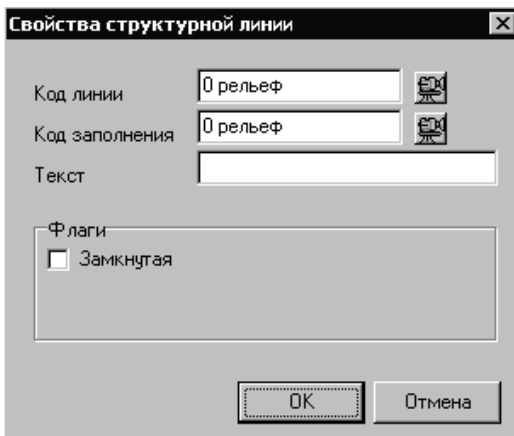 Свойства структурной линии
Код линии 0 рельеф
Код заполнения 0 рельеф
Текст
Флаги
Замкнутая
OK Отмена